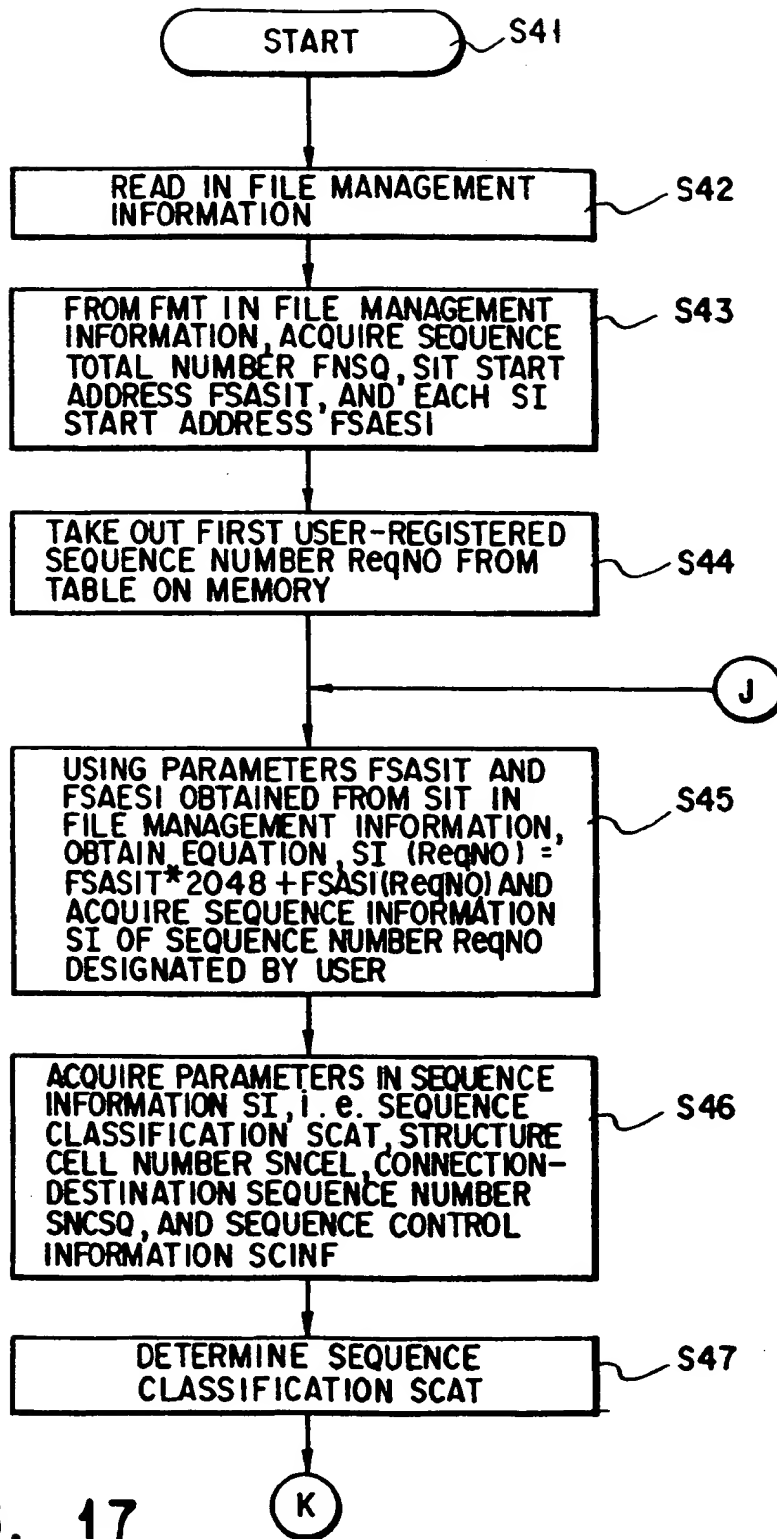 START
S41
READ IN FILE MANAGEMENT
INFORMATION
S42
FROM FMT IN FILE MANAGEMENT
INFORMATION, ACQUIRE SEQUENCE
TOTAL NUMBER FNSQ, SIT START
ADDRESS FSASIT, AND EACH SI
START ADDRESS FSAESI
S43
TAKE OUT FIRST USER-REGISTERED
SEQUENCE NUMBER ReqNO FROM
TABLE ON MEMORY
S44
J
USING PARAMETERS FSASIT AND
FSAESI OBTAINED FROM SIT IN
FILE MANAGEMENT INFORMATION,
OBTAIN EQUATION, SI (ReqNO) =
FSASIT*2048+FSASI(ReqNO) AND
ACQUIRE SEQUENCE INFORMATION
SI OF SEQUENCE NUMBER ReqNO
DESIGNATED BY USER
S45
ACQUIRE PARAMETERS IN SEQUENCE
INFORMATION SI, i.e. SEQUENCE
CLASSIFICATION SCAT, STRUCTURE
CELL NUMBER SNCEL, CONNECTION-
DESTINATION SEQUENCE NUMBER
SNCSQ, AND SEQUENCE CONTROL
INFORMATION SCINF
S46
DETERMINE SEQUENCE
CLASSIFICATION SCAT
S47
K
17